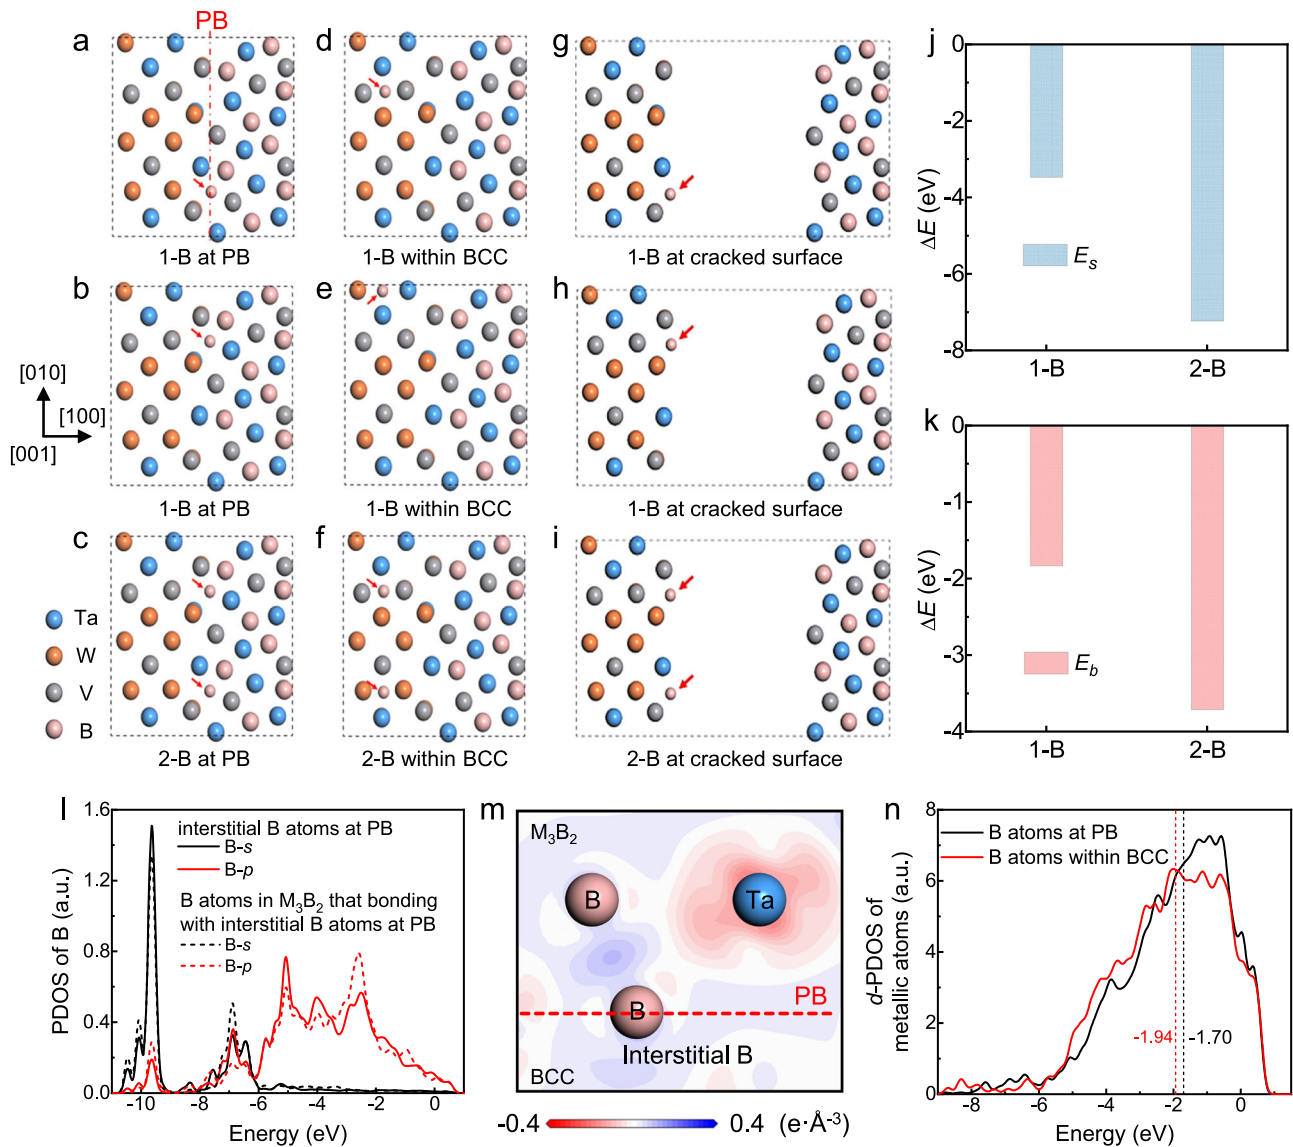 a
PB
1-B at PB
d
1-B within BCC
g
1-B at cracked surface
b
1-B at PB
e
1-B within BCC
h
1-B at cracked surface
[010]
[100]
[001]
c
2-B at PB
f
2-B within BCC
i
2-B at cracked surface
Ta
W
V
B
j
0
-2
-4
-6
-8
ΔE (eV)
Eₛ
1-B
2-B
k
0
-1
-2
-3
-4
ΔE (eV)
E_b
1-B
2-B
l
1.6
1.2
0.8
0.4
0.0
PDOS of B (a.u.)
interstitial B atoms at PB
B-s
B-p
B atoms in M₃B₂ that bonding
with interstitial B atoms at PB
B-s
B-p
-10
-8
-6
-4
-2
0
Energy (eV)
m
M₃B₂
B
Ta
PB
B
Interstitial B
BCC
-0.4
0.4
(e·Å⁻³)
n
8
6
4
2
0
d-PDOS of
metallic atoms (a.u.)
B atoms at PB
B atoms within BCC
-1.94
-1.70
-8
-6
-4
-2
0
Energy (eV)